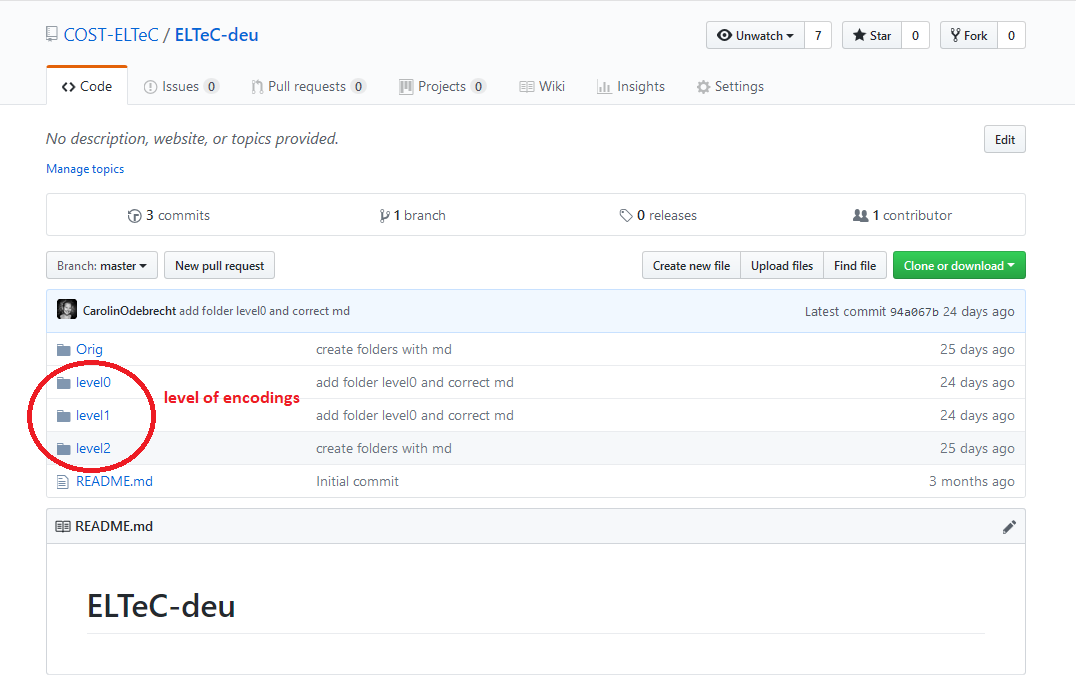 COST-ELTeC / ELTeC-deu Unwatch 7 Star 0 Fork 0
Code Issues 0 Pull requests 0 Projects 0 Wiki Insights Settings
No description, website, or topics provided. Edit
Manage topics
3 commits 1 branch 0 releases 1 contributor
Branch: master New pull request Create new file Upload files Find file Clone or download
CarolinOdebrecht add folder level0 and correct md Latest commit 94a067b 24 days ago
Orig create folders with md 25 days ago
level0 add folder level0 and correct md 24 days ago
level of encodings
level1 add folder level0 and correct md 24 days ago
level2 create folders with md 25 days ago
README.md Initial commit 3 months ago
README.md
ELTeC-deu